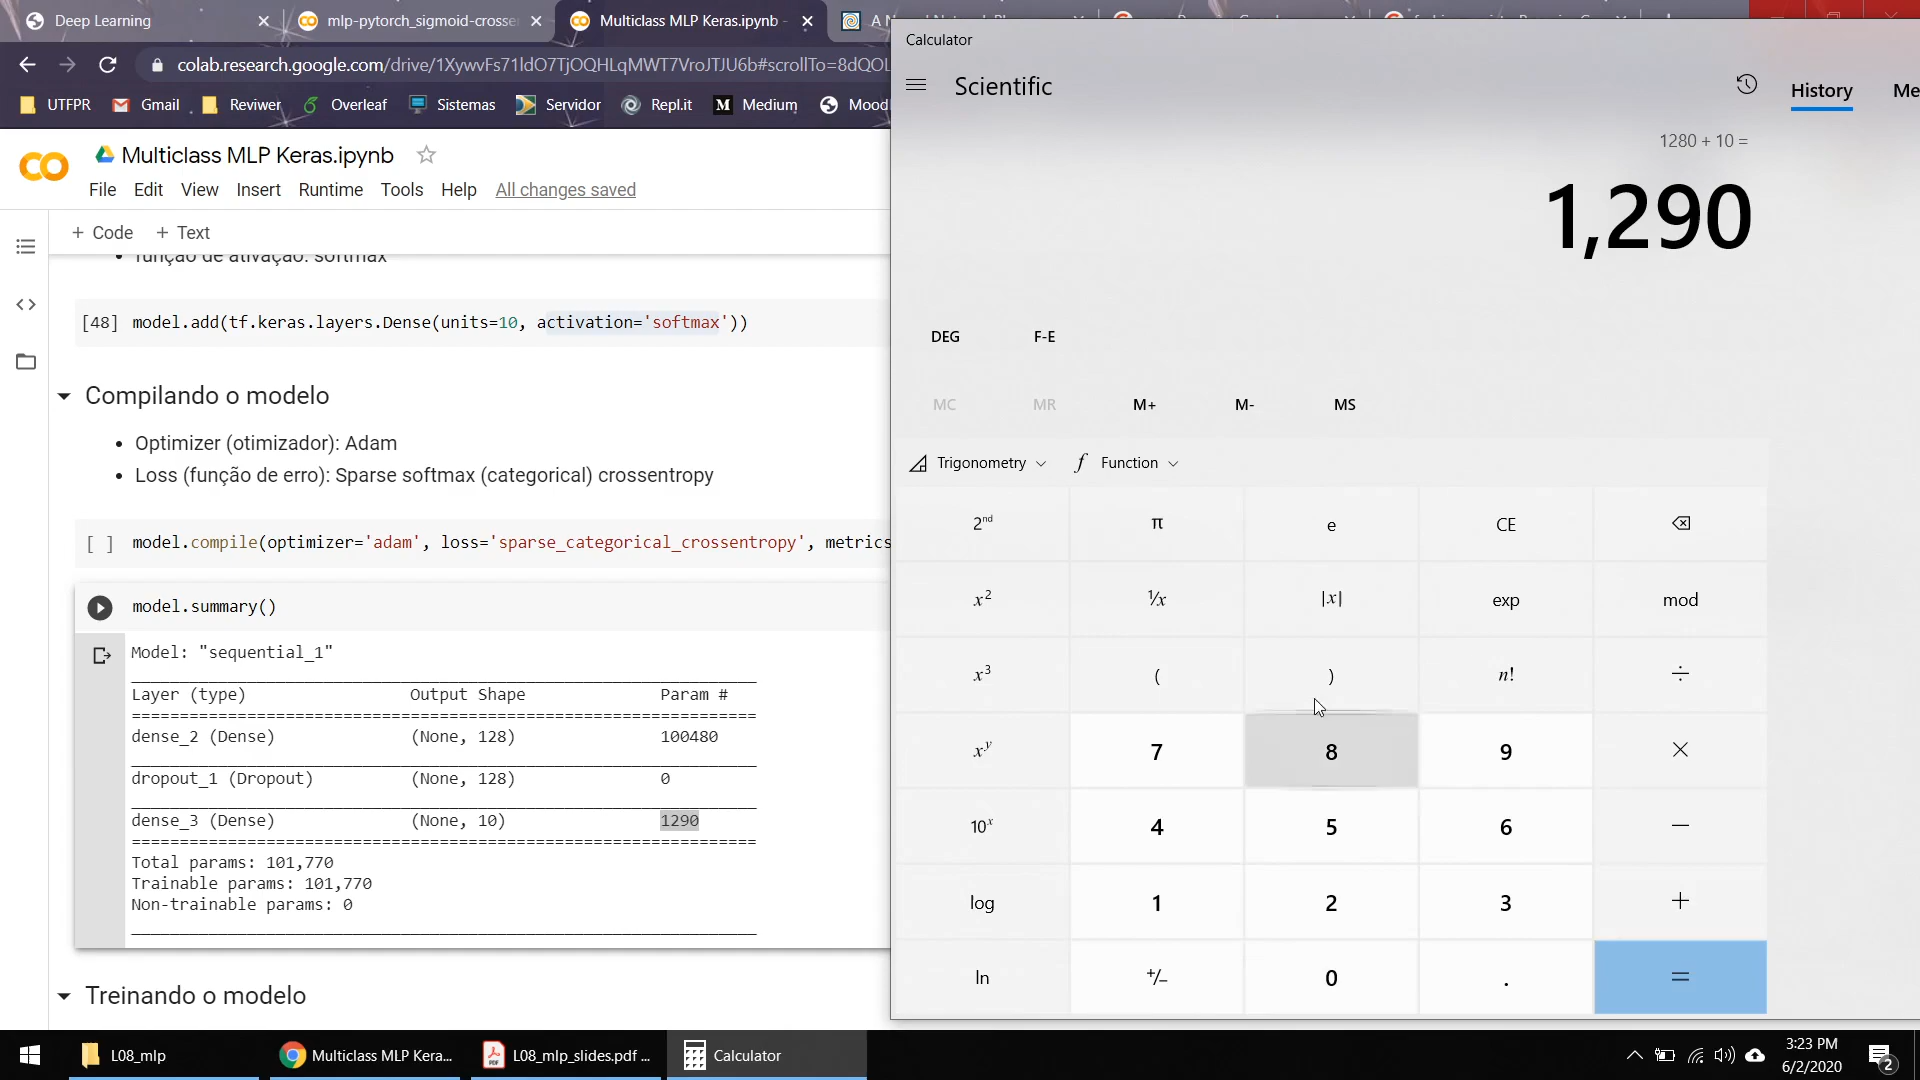 Deep Learning
mlp-pytorch_sigmoid-crosse
Multiclass MLP Keras.ipynb -
colab.research.google.com/drive/1XywvFs71ldO7TjOQHLqMWT7VroJTJU6b#scrollTo=8dQOL
UTFPR Gmail Reviwer Overleaf Sistemas Servidor Repl.it Medium Moodl
Multiclass MLP Keras.ipynb
File Edit View Insert Runtime Tools Help All changes saved
+ Code + Text
função de ativação: softmax
[48] model.add(tf.keras.layers.Dense(units=10, activation='softmax'))
Compilando o modelo
• Optimizer (otimizador): Adam
• Loss (função de erro): Sparse softmax (categorical) crossentropy
[ ] model.compile(optimizer='adam', loss='sparse_categorical_crossentropy', metrics
model.summary()
Model: "sequential_1"
Layer (type) Output Shape Param #
dense_2 (Dense) (None, 128) 100480
dropout_1 (Dropout) (None, 128) 0
dense_3 (Dense) (None, 10) 1290
Total params: 101,770
Trainable params: 101,770
Non-trainable params: 0
Treinando o modelo
Calculator
Scientific
History Me
1280 + 10 =
1,290
DEG F-E
MC MR M+ M- MS
Trigonometry f Function
2nd π e CE
x2 1/x |x| exp mod
x3 ( ) n! ÷
xy 7 8 9 ×
10x 4 5 6 −
log 1 2 3 +
ln +/− 0 . =
L08_mlp
Multiclass MLP Kera...
L08_mlp_slides.pdf ...
Calculator
3:23 PM
6/2/2020
2